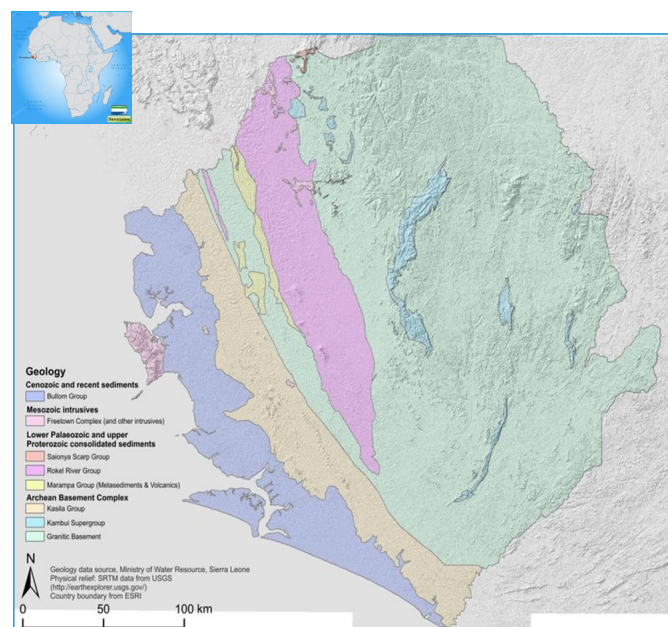 Geology
Cenozoic and recent sediments
Bullom Group
Mesozoic intrusives
Freetown Complex (and other intrusives)
Lower Palaeozoic and upper
Proterozoic consolidated sediments
Saionya Scarp Group
Rokel River Group
Marampa Group (Metasediments & Volcanics)
Archean Basement Complex
Kasila Group
Kambui Supergroup
Granitic Basement
N
Geology data source, Ministry of Water Resource, Sierra Leone
Physical relief: SRTM data from USGS
(http://earthexplorer.usgs.gov/)
Country boundary from ESRI
0 50 100 km